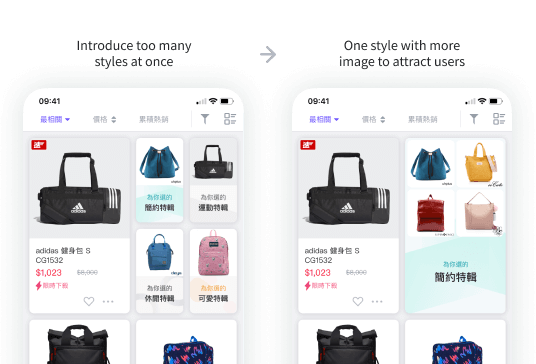 Introduce too many
styles at once
One style with more
image to attract users
09:41
最相關
價格
累積熱銷
adidas
為你選的
簡約特輯
為你選的
運動特輯
adidas 健身包 S
CG1532
$1,023
$8,000
限時下殺
為你選的
休閒特輯
為你選的
可愛特輯
09:41
最相關
價格
累積熱銷
adidas
adidas 健身包 S
CG1532
$1,023
$8,000
限時下殺
為你選的
簡約特輯